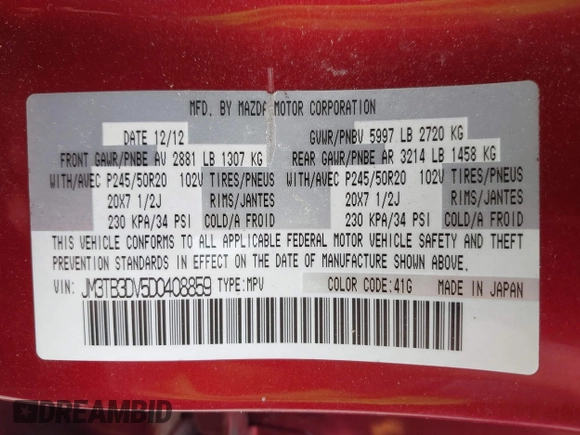 MFD. BY MAZDA MOTOR CORPORATION
DATE 12/12 GVWR/PNBV 5997 LB 2720 KG
FRONT GAWR/PNBE AV 2881 LB 1307 KG REAR GAWR/PNBE AR 3214 LB 1458 KG
WITH/AVEC P245/50R20 102V TIRES/PNEUS WITH/AVEC P245/50R20 102V TIRES/PNEUS
20X7 1/2J RIMS/JANTES 20X7 1/2J RIMS/JANTES
230 KPA/34 PSI COLD/A FROID 230 KPA/34 PSI COLD/A FROID
THIS VEHICLE CONFORMS TO ALL APPLICABLE FEDERAL MOTOR VEHICLE SAFETY AND THEFT
PREVENTION STANDARDS IN EFFECT ON THE DATE OF MANUFACTURE SHOWN ABOVE.
VIN: JM3TB3DV5D0408859 TYPE:MPV COLOR CODE:41G MADE IN JAPAN
DREAMBID